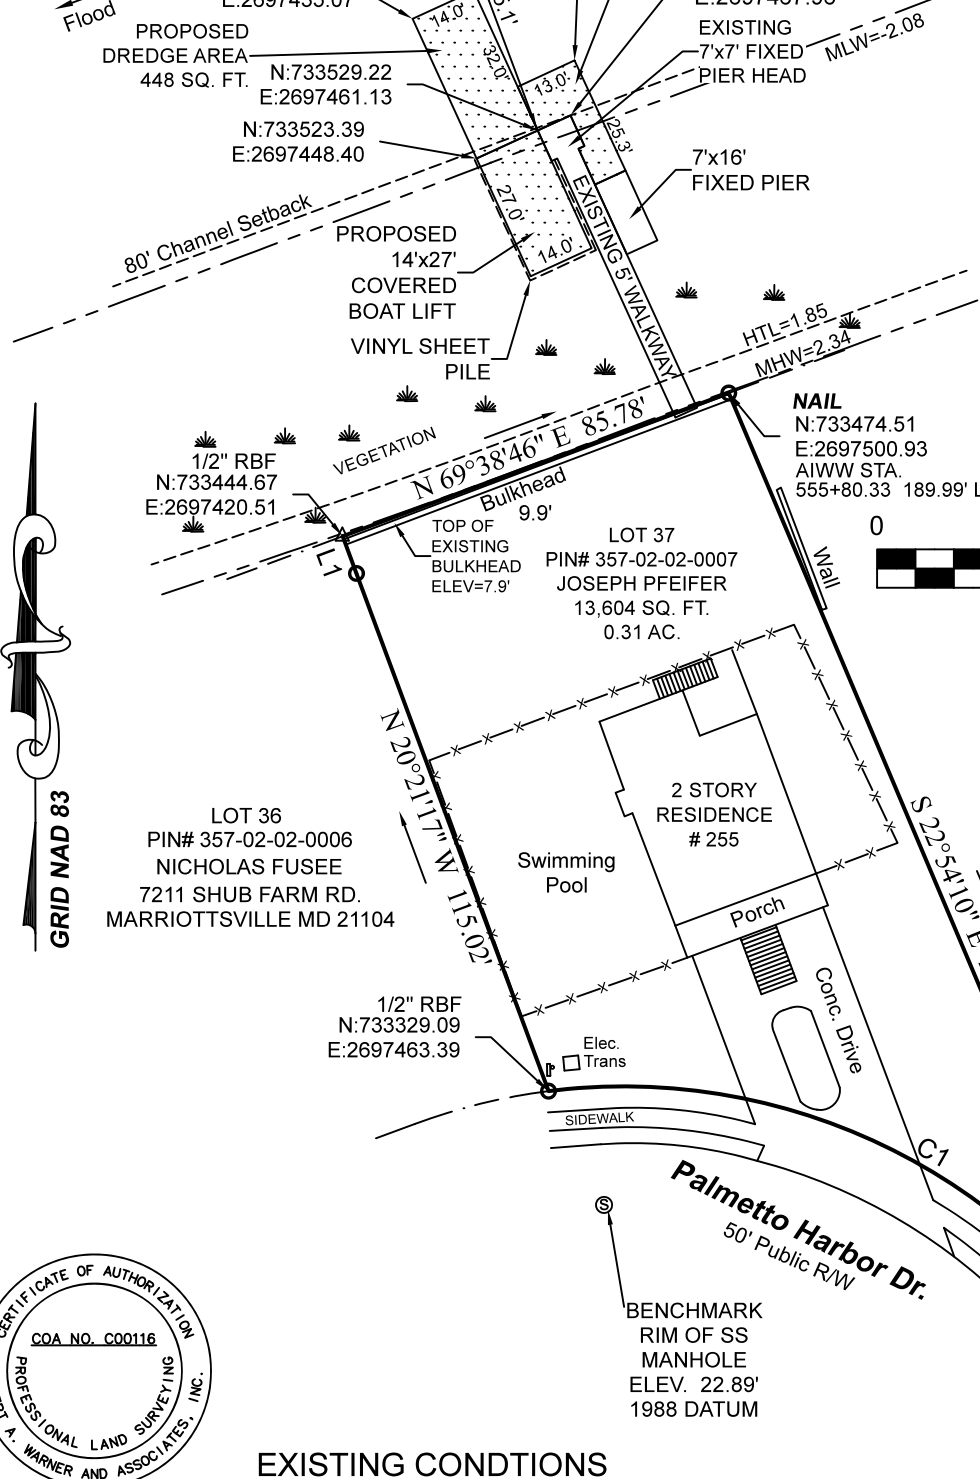 E:2697435.07
Flood
PROPOSED
DREDGE AREA
448 SQ. FT.
14.0'
32.0'
5.1'
N:733529.22
E:2697461.13
N:733523.39
E:2697448.40
13.0'
25.3'
EXISTING
7'x7' FIXED
PIER HEAD
MLW=-2.08
7'x16'
FIXED PIER
80' Channel Setback
27.0'
14.0'
PROPOSED
14'x27'
COVERED
BOAT LIFT
VINYL SHEET
PILE
EXISTING 5' WALKWAY
HTL=1.85
MHW=2.34
NAIL
N:733474.51
E:2697500.93
AIWW STA.
555+80.33 189.99' L
0
VEGETATION
N 69°38'46" E 85.78'
Bulkhead
9.9'
1/2" RBF
N:733444.67
E:2697420.51
L1
TOP OF
EXISTING
BULKHEAD
ELEV=7.9'
LOT 37
PIN# 357-02-02-0007
JOSEPH PFEIFER
13,604 SQ. FT.
0.31 AC.
Wall
GRID NAD 83
N 20°21'17" W 115.02'
S 22°54'10" E
LOT 36
PIN# 357-02-02-0006
NICHOLAS FUSEE
7211 SHUB FARM RD.
MARRIOTTSVILLE MD 21104
2 STORY
RESIDENCE
# 255
Swimming
Pool
Porch
Conc. Drive
1/2" RBF
N:733329.09
E:2697463.39
Elec.
Trans
SIDEWALK
C1
Palmetto Harbor Dr.
50' Public R/W
S
BENCHMARK
RIM OF SS
MANHOLE
ELEV. 22.89'
1988 DATUM
CERTIFICATE OF AUTHORIZATION
COA NO. C00116
PROFESSIONAL LAND SURVEYING
A. WARNER AND ASSOCIATES, INC.
EXISTING CONDTIONS